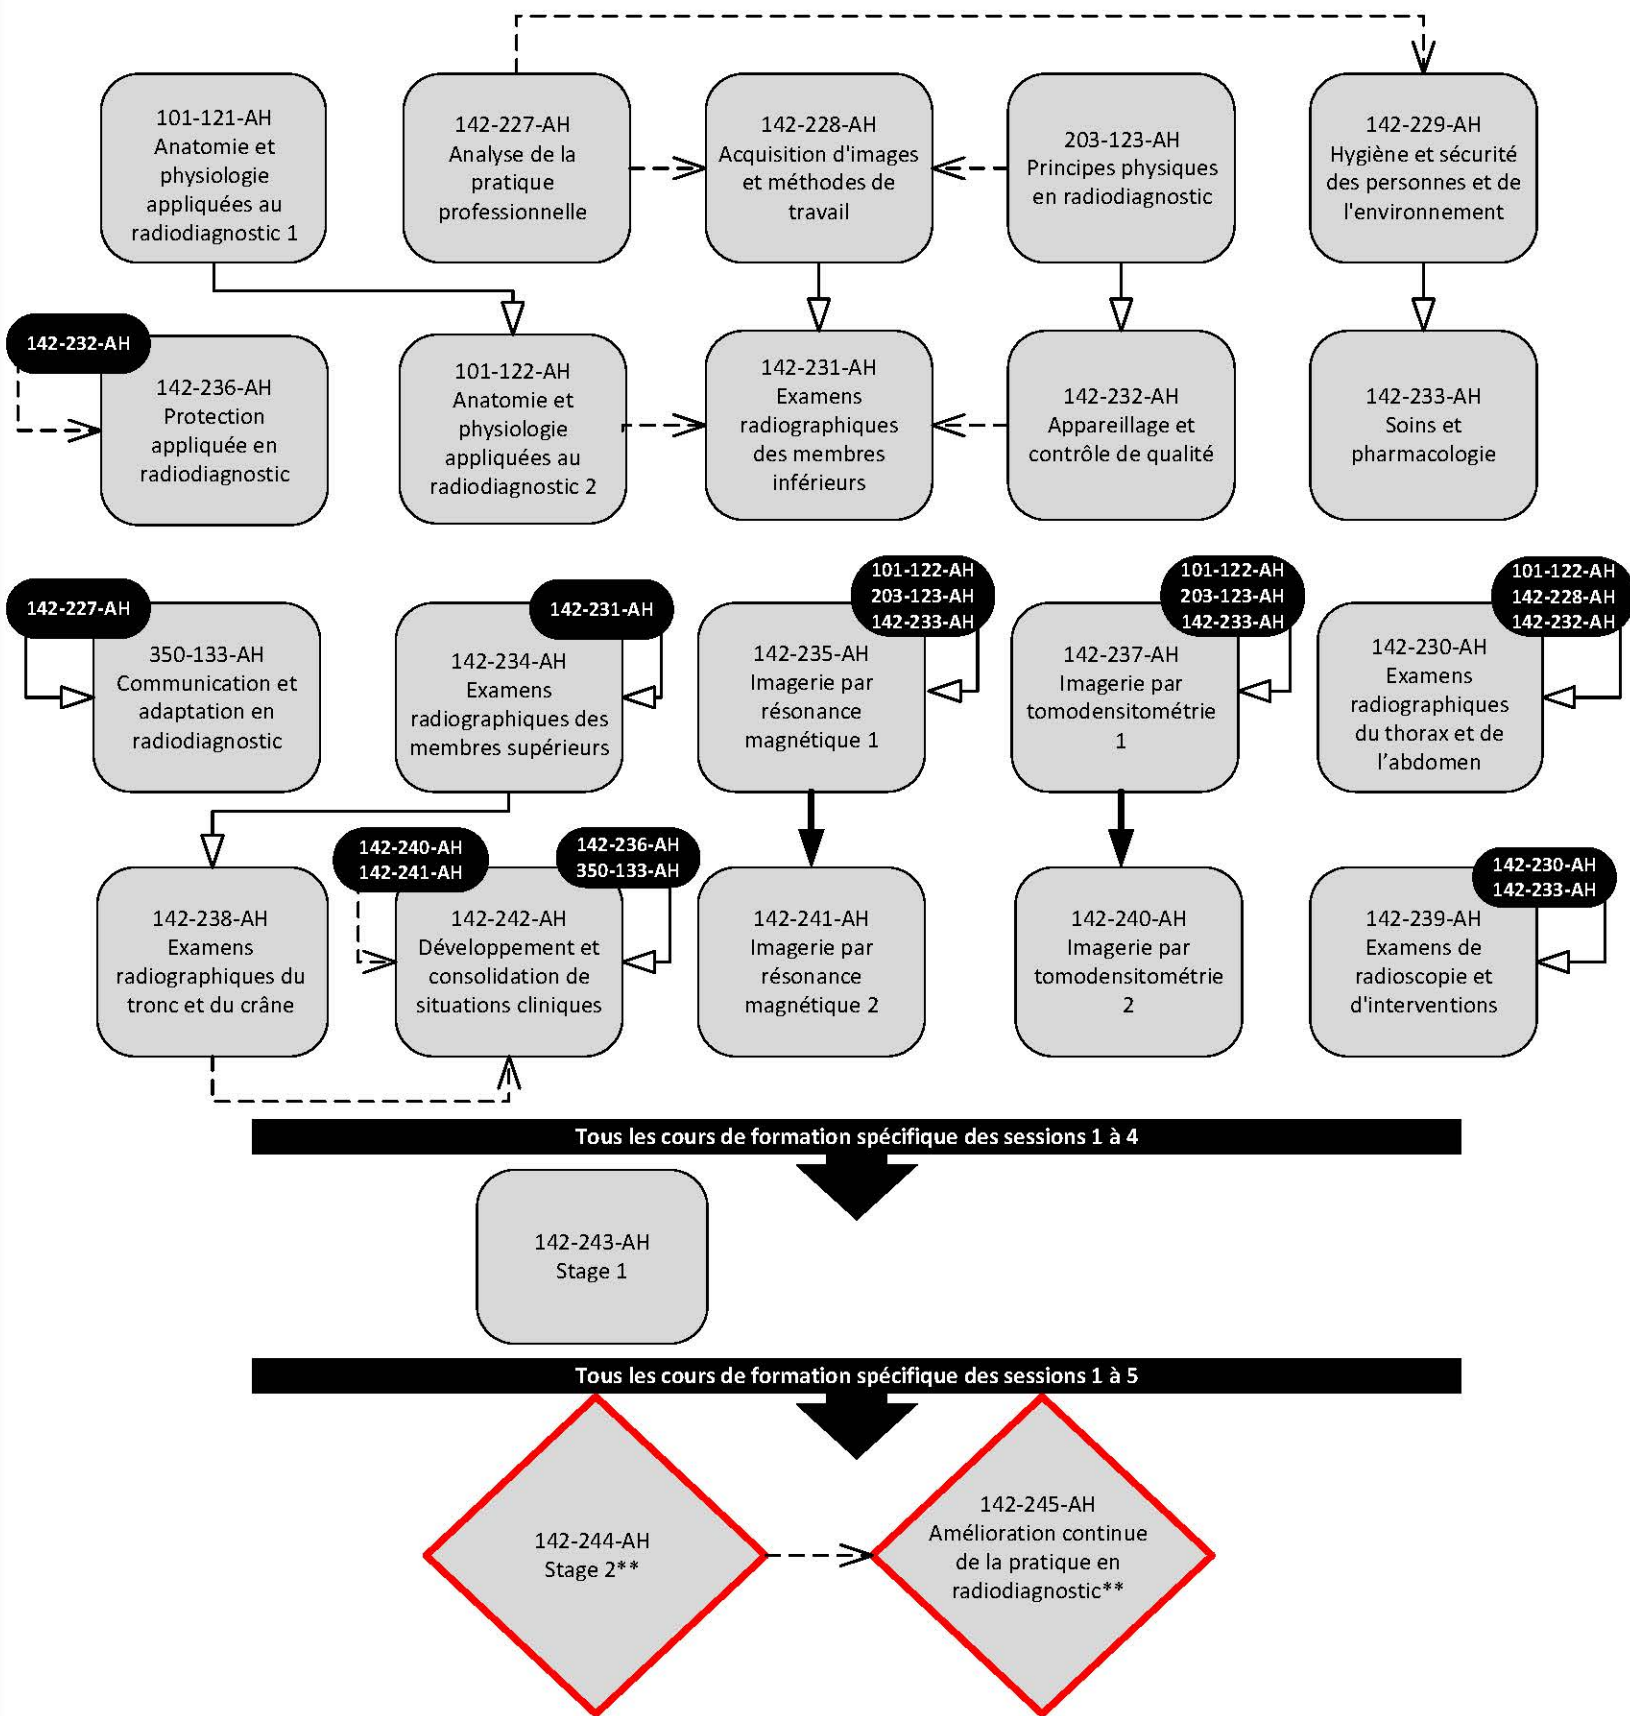 101-121-AH
Anatomie et
physiologie
appliquées au
radiodiagnostic 1
142-227-AH
Analyse de la
pratique
professionnelle
142-228-AH
Acquisition d'images
et méthodes de
travail
203-123-AH
Principes physiques
en radiodiagnostic
142-229-AH
Hygiène et sécurité
des personnes et de
l'environnement
142-232-AH
142-236-AH
Protection
appliquée en
radiodiagnostic
101-122-AH
Anatomie et
physiologie
appliquées au
radiodiagnostic 2
142-231-AH
Examens
radiographiques
des membres
inférieurs
142-232-AH
Appareillage et
contrôle de qualité
142-233-AH
Soins et
pharmacologie
142-227-AH
350-133-AH
Communication et
adaptation en
radiodiagnostic
142-231-AH
142-234-AH
Examens
radiographiques des
membres supérieurs
101-122-AH
203-123-AH
142-233-AH
142-235-AH
Imagerie par
résonance
magnétique 1
101-122-AH
203-123-AH
142-233-AH
142-237-AH
Imagerie par
tomodensitométrie
1
101-122-AH
142-228-AH
142-232-AH
142-230-AH
Examens
radiographiques
du thorax et de
l’abdomen
142-238-AH
Examens
radiographiques du
tronc et du crâne
142-240-AH
142-241-AH
142-236-AH
350-133-AH
142-242-AH
Développement et
consolidation de
situations cliniques
142-241-AH
Imagerie par
résonance
magnétique 2
142-240-AH
Imagerie par
tomodensitométrie
2
142-230-AH
142-233-AH
142-239-AH
Examens de
radioscopie et
d'interventions
Tous les cours de formation spécifique des sessions 1 à 4
142-243-AH
Stage 1
Tous les cours de formation spécifique des sessions 1 à 5
142-244-AH
Stage 2**
142-245-AH
Amélioration continue
de la pratique en
radiodiagnostic**